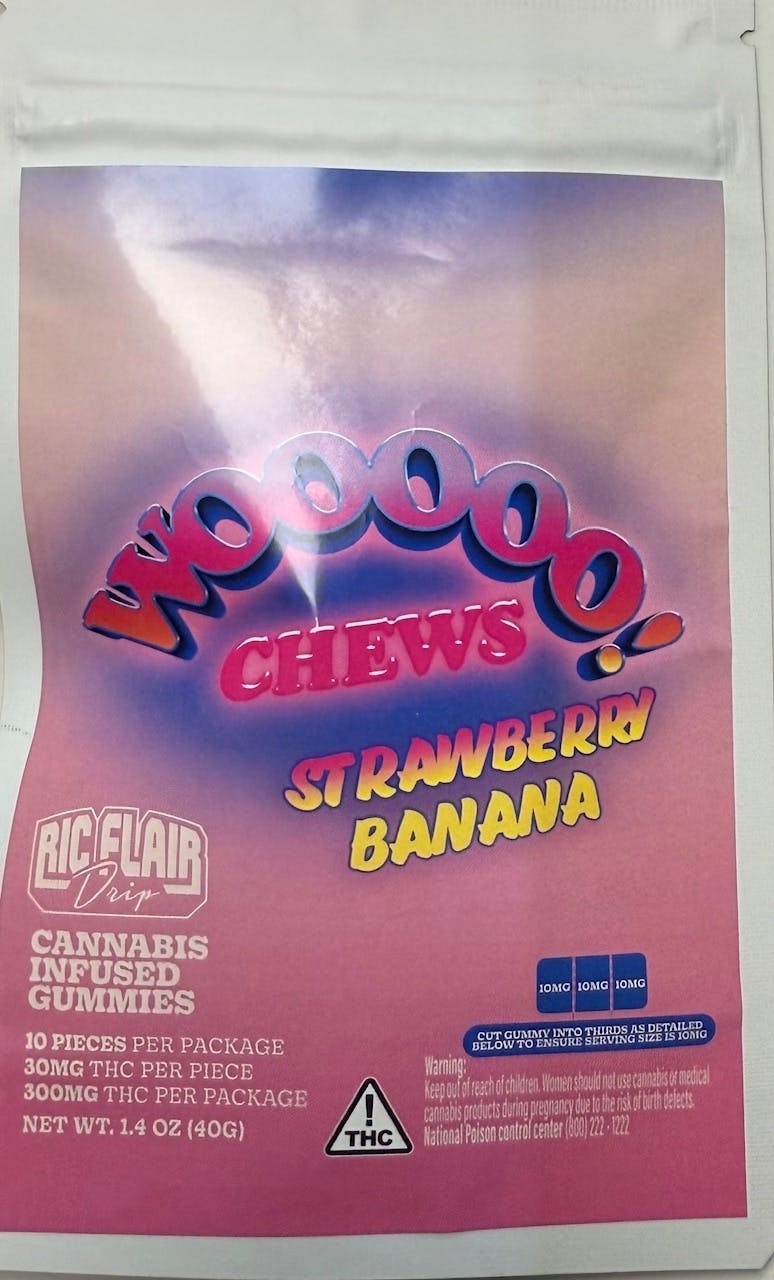 WOOOOO!
CHEWS
STRAWBERRY
BANANA
RIC FLAIR
Drip
CANNABIS
INFUSED
GUMMIES
10 PIECES PER PACKAGE
30MG THC PER PIECE
300MG THC PER PACKAGE
NET WT. 1.4 OZ (40G)
!
THC
10MG 10MG 10MG
CUT GUMMY INTO THIRDS AS DETAILED
BELOW TO ENSURE SERVING SIZE IS 10MG
Warning:
Keep out of reach of children. Women should not use cannabis or medical
cannabis products during pregnancy due to the risk of birth defects.
National Poison control center (800) 222 - 1222